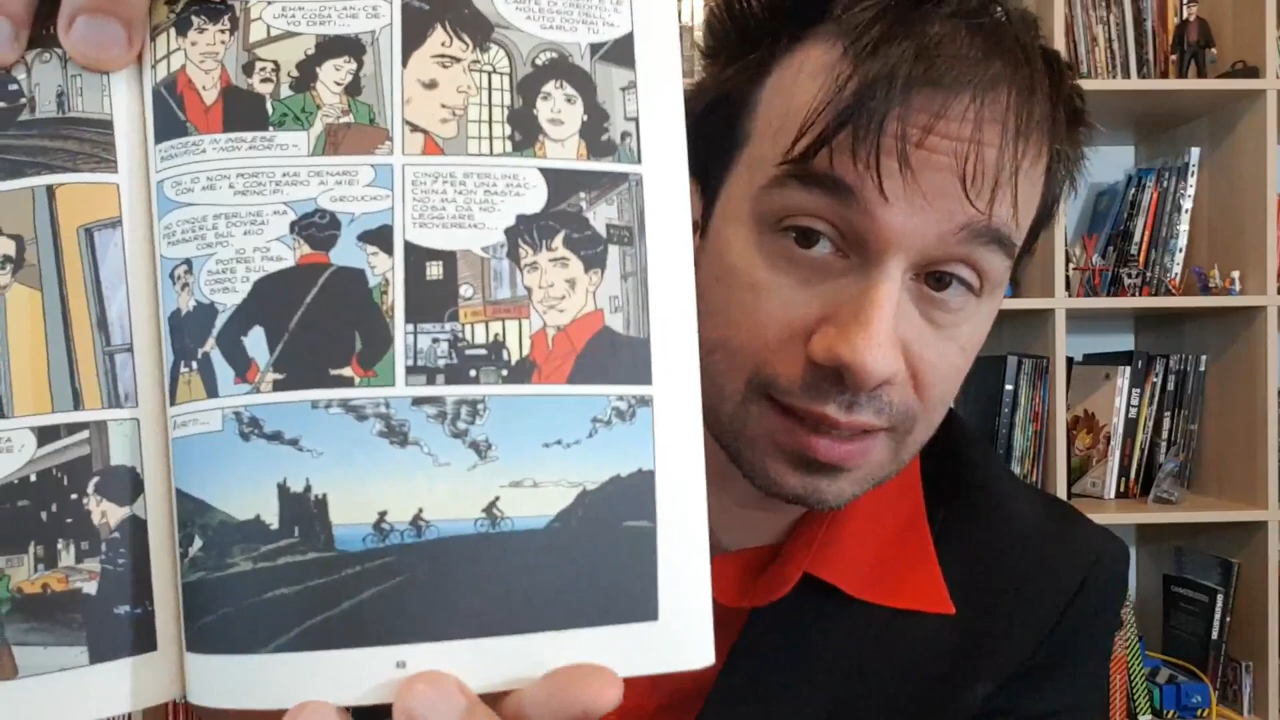 EHM... DYLAN, C'È
UNA COSA CHE DE-
VO DIRTI...
CARTE DI CREDITO, IL
NOLEGGIO DELL'
AUTO DOVRAI PA-
GARLO TU!
* UNDEAD IN INGLESE
SIGNIFICA "NON MORTO".
OH, IO NON PORTO MAI DENARO
CON ME, E' CONTRARIO AI MIEI
PRINCIPI.
GROUCHO?
HO CINQUE STERLINE, MA
PER AVERLE DOVRAI
PASSARE SUL MIO
CORPO.
IO POI
POTREI PAS-
SARE SUL
CORPO DI
SYBIL
CINQUE STERLINE,
EH? PER UNA MAC-
CHINA NON BASTA-
NO, MA QUAL-
COSA DA NO-
LEGGIARE
TROVEREMO...
THE BOYS